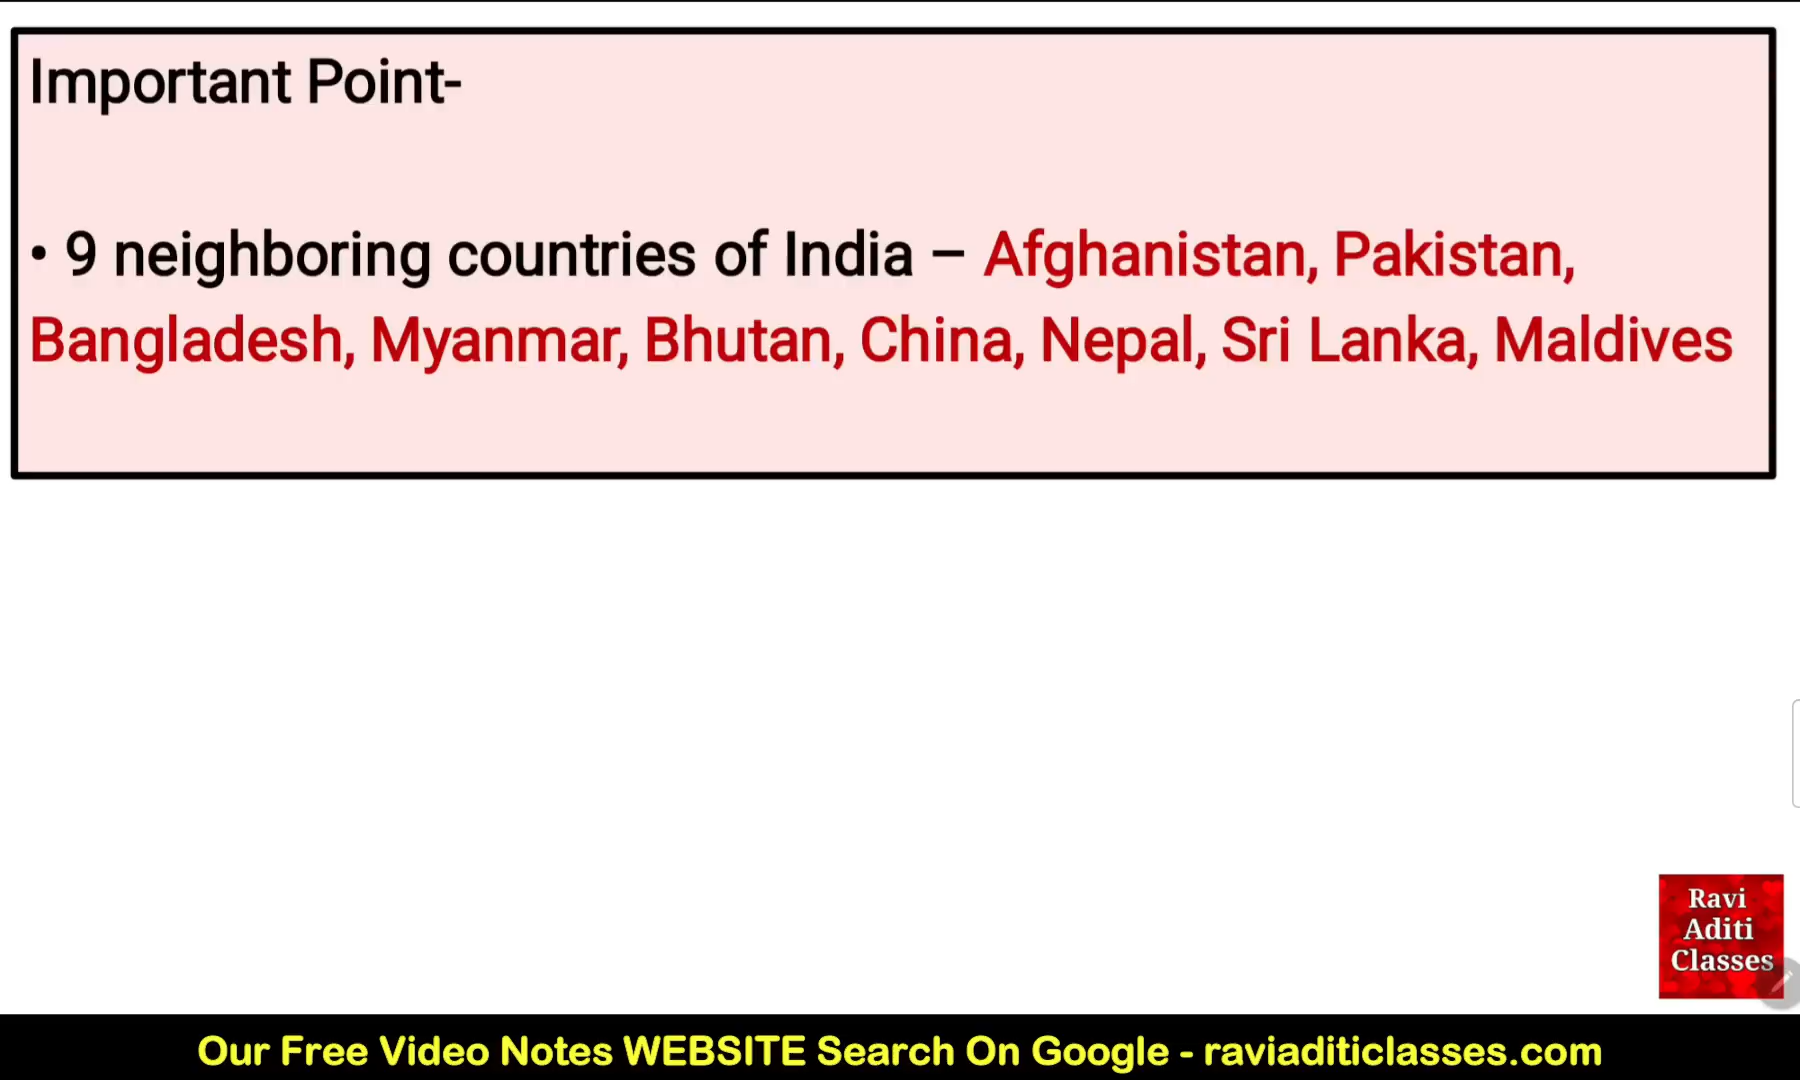 Important Point-
• 9 neighboring countries of India – Afghanistan, Pakistan,
Bangladesh, Myanmar, Bhutan, China, Nepal, Sri Lanka, Maldives
Ravi
Aditi
Classes
Our Free Video Notes WEBSITE Search On Google - raviaditiclasses.com